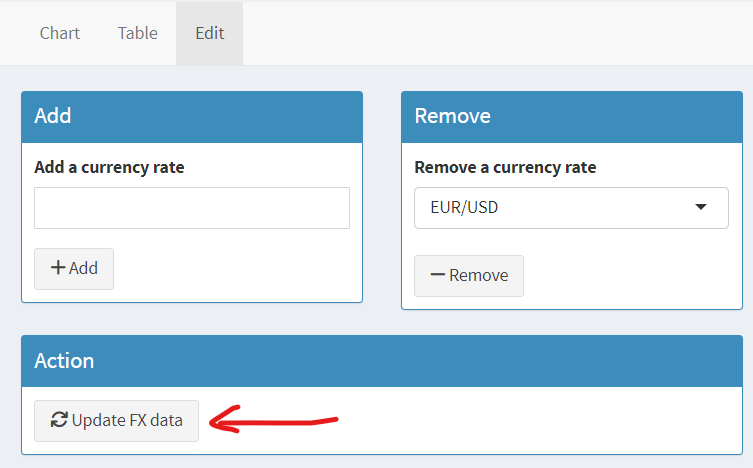 Chart Table Edit
Add
Add a currency rate
Add
Remove
Remove a currency rate
EUR/USD
Remove
Action
Update FX data